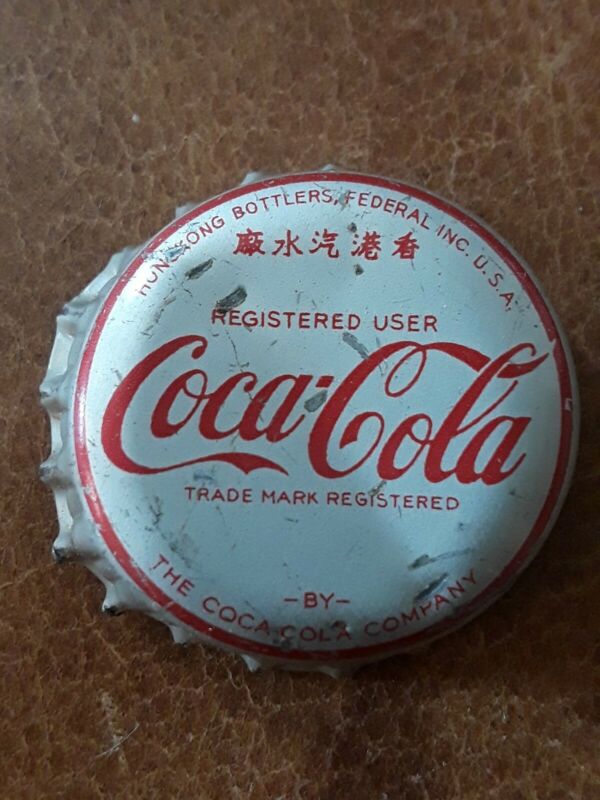 HONG KONG BOTTLERS, FEDERAL INC. U.S.A.
香港汽水廠
REGISTERED USER
Coca-Cola
TRADE MARK REGISTERED
-BY-
THE COCA-COLA COMPANY